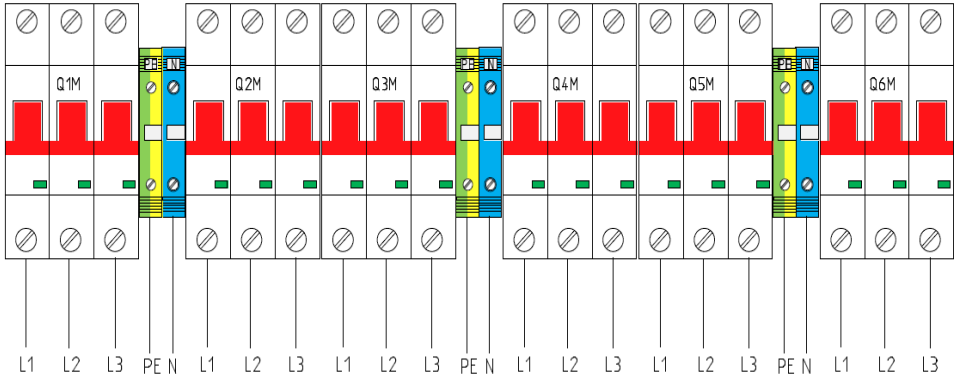 PE N PE N PE N
Q1M Q2M Q3M Q4M Q5M Q6M
L1 L2 L3 PE N L1 L2 L3 L1 L2 L3 PE N L1 L2 L3 L1 L2 L3 PE N L1 L2 L3